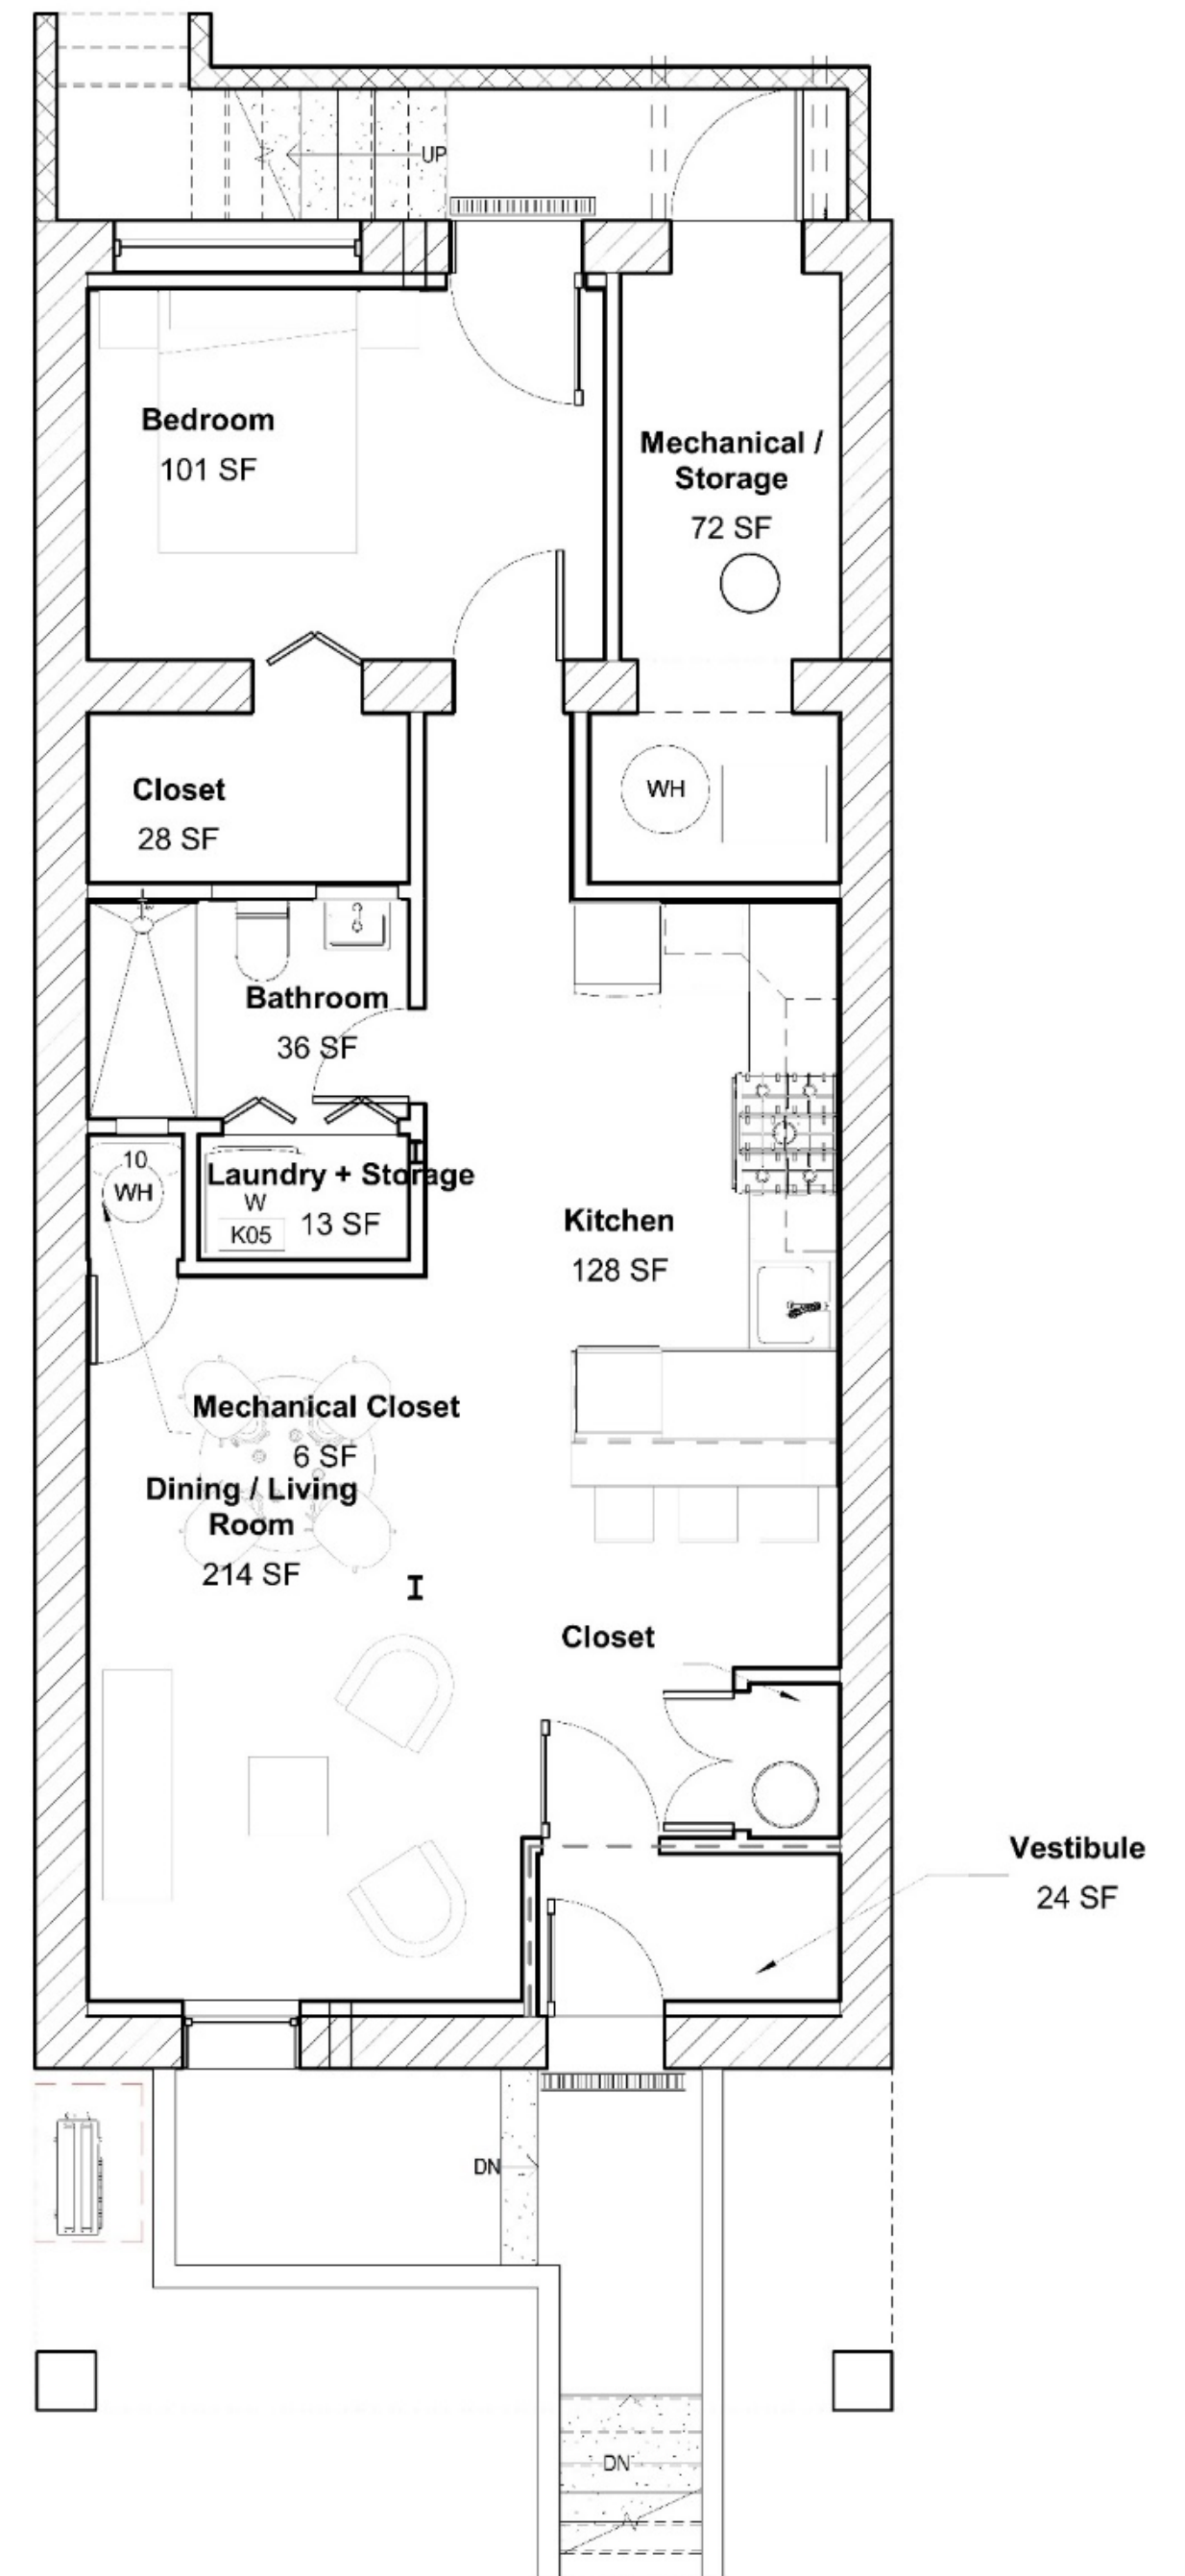 UP
Bedroom
101 SF
Mechanical /
Storage
72 SF
WH
Closet
28 SF
Bathroom
36 SF
10
WH
Laundry + Storage
W
13 SF
K05
Kitchen
128 SF
Mechanical Closet
6 SF
Dining / Living
Room
214 SF
Closet
Vestibule
24 SF
DN
DN